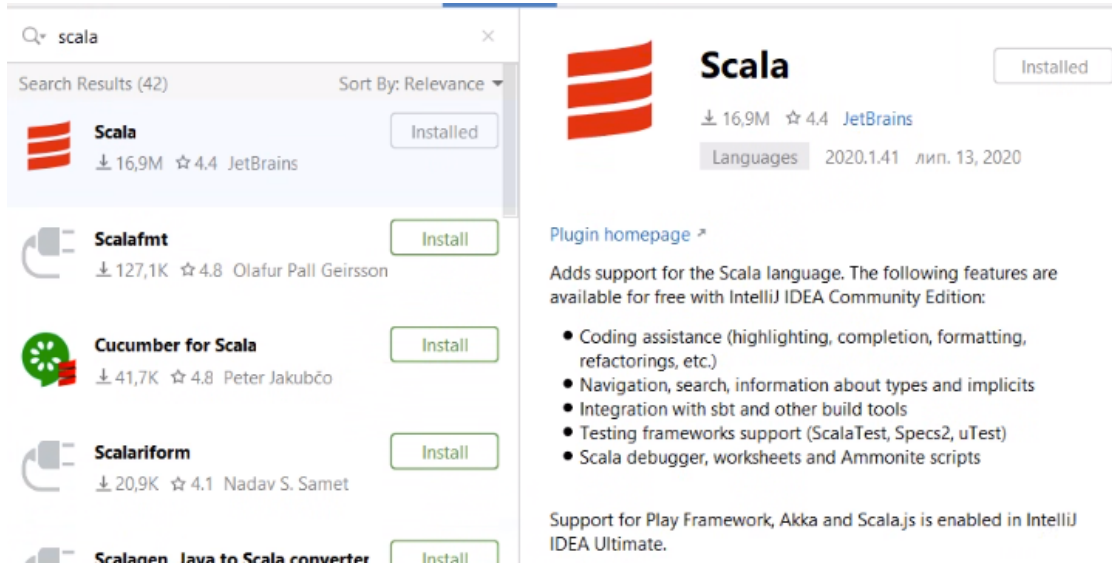 scala
Search Results (42)
Sort By: Relevance
Scala
16,9M 4.4 JetBrains
Installed
Scalafmt
127,1K 4.8 Olafur Pall Geirsson
Install
Cucumber for Scala
41,7K 4.8 Peter Jakubčo
Install
Scalariform
20,9K 4.1 Nadav S. Samet
Install
Scalagen Java to Scala converter
Install
Scala
Installed
16,9M 4.4 JetBrains
Languages 2020.1.41 лип. 13, 2020
Plugin homepage
Adds support for the Scala language. The following features are
available for free with IntelliJ IDEA Community Edition:
Coding assistance (highlighting, completion, formatting,
refactorings, etc.)
Navigation, search, information about types and implicits
Integration with sbt and other build tools
Testing frameworks support (ScalaTest, Specs2, uTest)
Scala debugger, worksheets and Ammonite scripts
Support for Play Framework, Akka and Scala.js is enabled in IntelliJ
IDEA Ultimate.